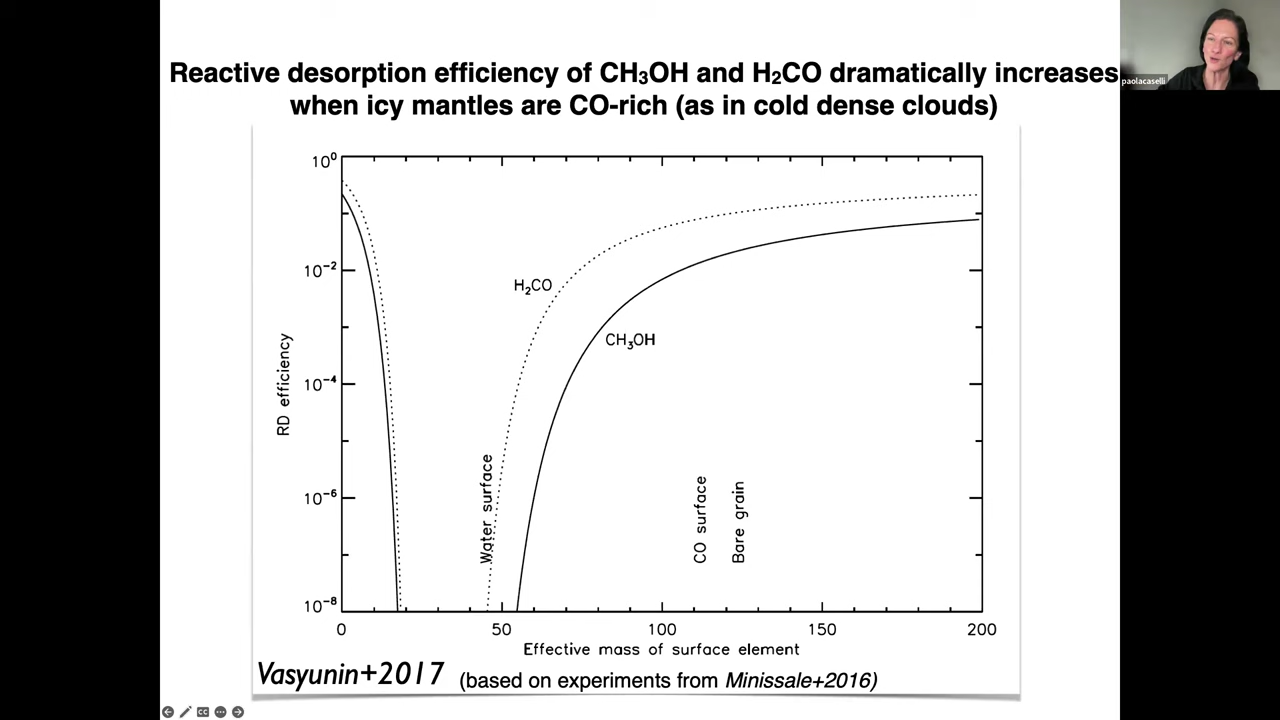 Reactive desorption efficiency of CH₃OH and H₂CO dramatically increases
when icy mantles are CO-rich (as in cold dense clouds)
paolacaselli
10⁰
10⁻²
10⁻⁴
10⁻⁶
10⁻⁸
RD efficiency
H₂CO
CH₃OH
Water surface
CO surface
Bare grain
0 50 100 150 200
Effective mass of surface element
Vasyunin+2017 (based on experiments from Minissale+2016)